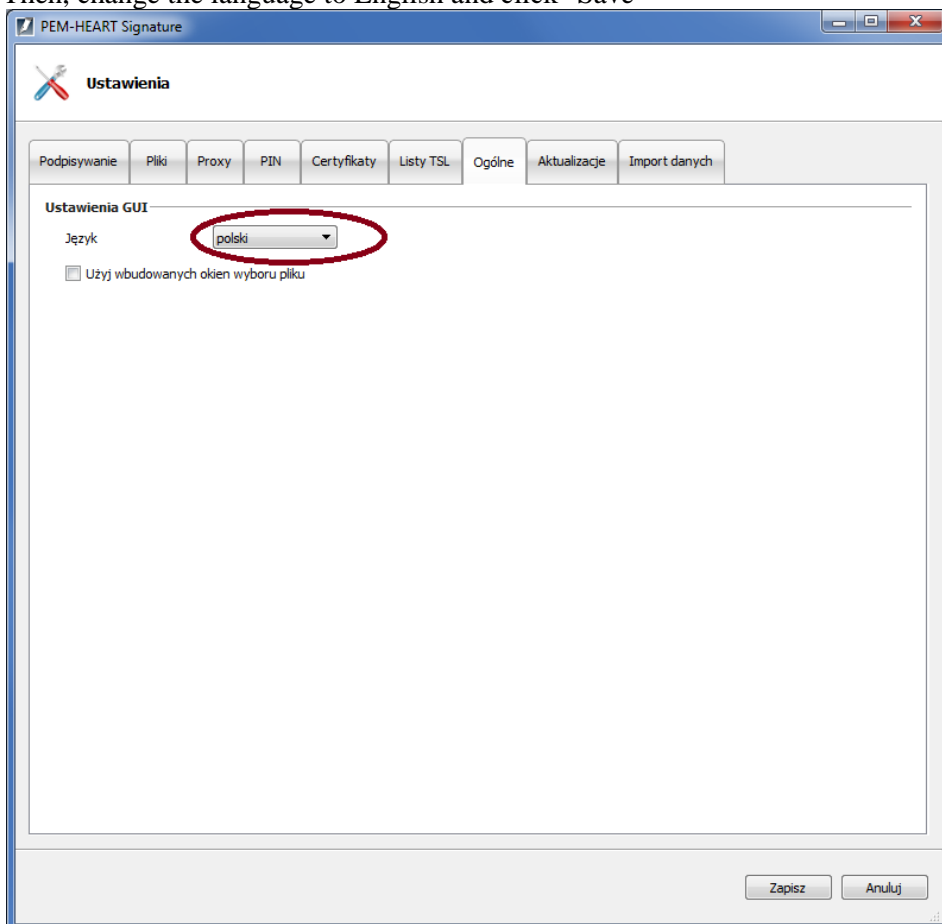 Then, change the language to English and click "Save"
PEM-HEART Signature
Ustawienia
Podpisywanie Pliki Proxy PIN Certyfikaty Listy TSL Ogólne Aktualizacje Import danych
Ustawienia GUI
Język polski
Użyj wbudowanych okien wyboru pliku
Zapisz Anuluj